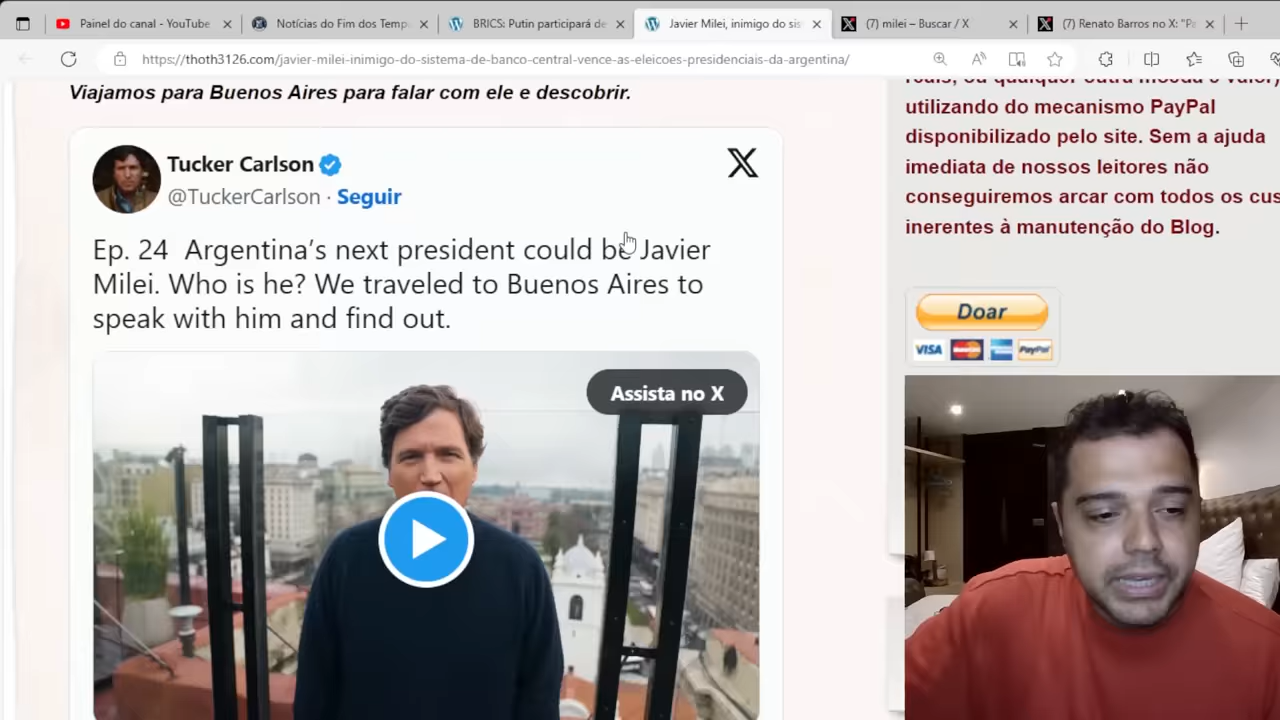 Painel do canal - YouTube
Notícias do Fim dos Temp
BRICS: Putin participará de
Javier Milei, inimigo do sis
(7) milei – Buscar / X
(7) Renato Barros no X: "Pa
https://thoth3126.com/javier-milei-inimigo-do-sistema-de-banco-central-vence-as-eleicoes-presidenciais-da-argentina/
Viajamos para Buenos Aires para falar com ele e descobrir.
Tucker Carlson
@TuckerCarlson · Seguir
Ep. 24 Argentina's next president could be Javier
Milei. Who is he? We traveled to Buenos Aires to
speak with him and find out.
Assista no X
reais, ou qualquer outra moeda e valor)
utilizando do mecanismo PayPal
disponibilizado pelo site. Sem a ajuda
imediata de nossos leitores não
conseguiremos arcar com todos os cus
inerentes à manutenção do Blog.
Doar
VISA
MasterCard
PayPal